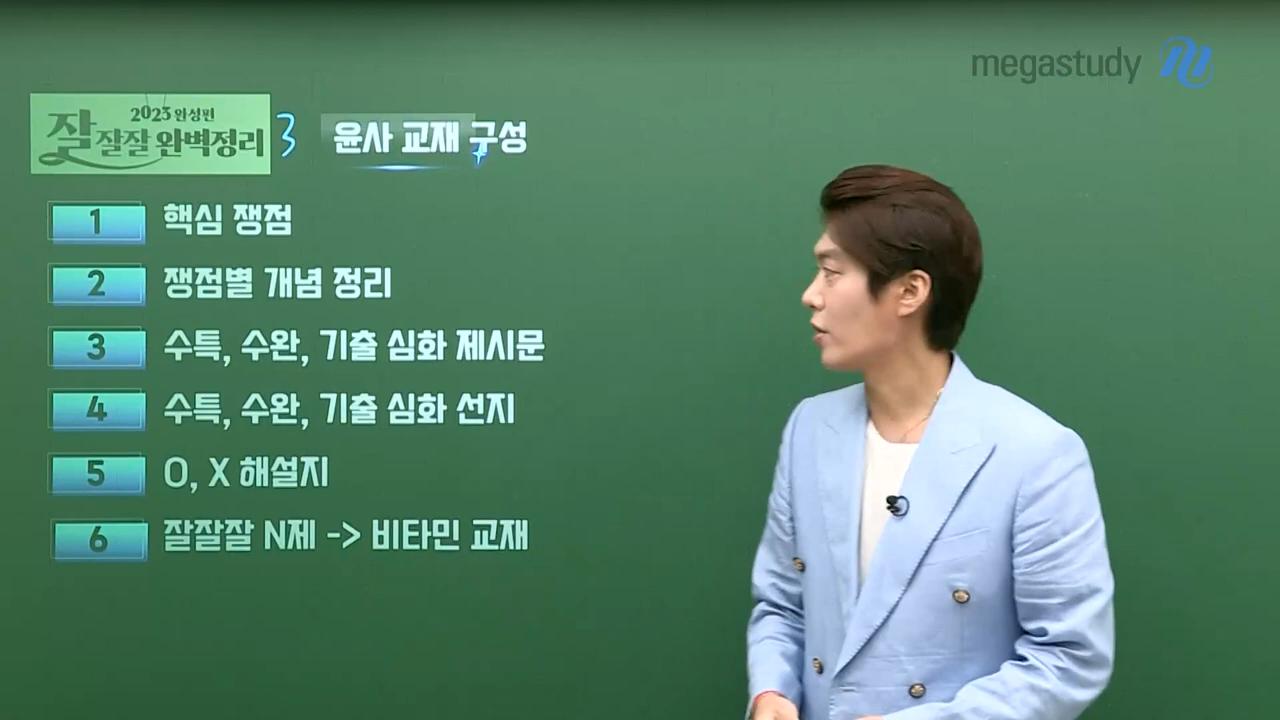 megastudy
2023 완성편
잘 잘잘 완벽정리 3 윤사 교재 구성
1 핵심 쟁점
2 쟁점별 개념 정리
3 수특, 수완, 기출 심화 제시문
4 수특, 수완, 기출 심화 선지
5 O, X 해설지
6 잘잘잘 N제 -> 비타민 교재